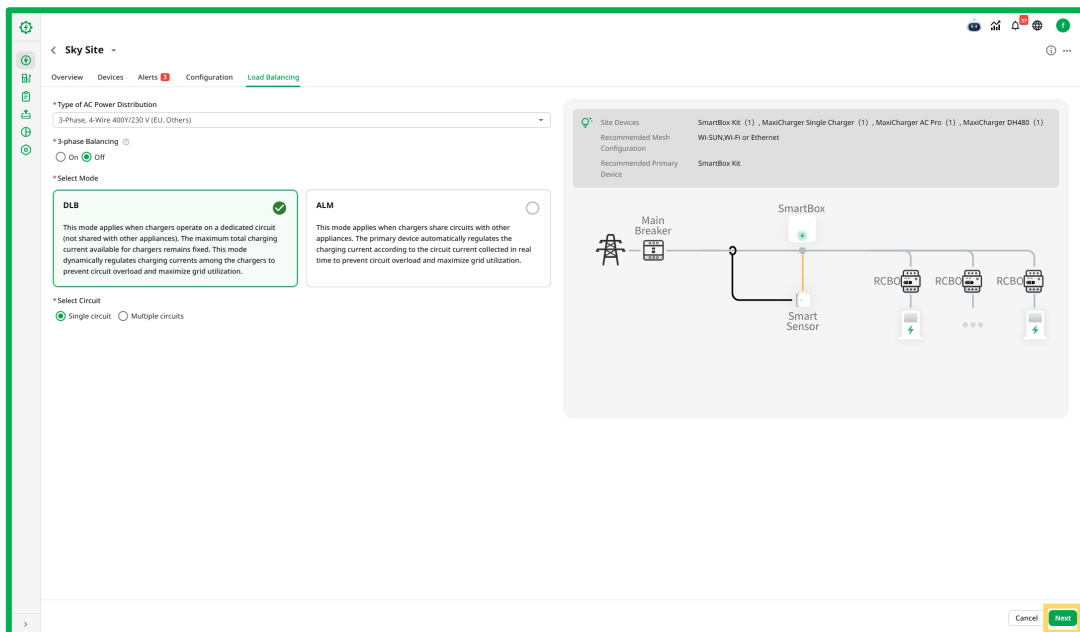 57
f
Sky Site
Overview Devices Alerts 3 Configuration Load Balancing
* Type of AC Power Distribution
3-Phase, 4-Wire 400Y/230 V (EU, Others)
* 3-phase Balancing
On Off
* Select Mode
DLB
This mode applies when chargers operate on a dedicated circuit
(not shared with other appliances). The maximum total charging
current available for chargers remains fixed. This mode
dynamically regulates charging currents among the chargers to
prevent circuit overload and maximize grid utilization.
ALM
This mode applies when chargers share circuits with other
appliances. The primary device automatically regulates the
charging current according to the circuit current collected in real
time to prevent circuit overload and maximize grid utilization.
* Select Circuit
Single circuit Multiple circuits
Site Devices SmartBox Kit (1) , MaxiCharger Single Charger (1) , MaxiCharger AC Pro (1) , MaxiCharger DH480 (1)
Recommended Mesh Configuration Wi-SUN,Wi-Fi or Ethernet
Recommended Primary Device SmartBox Kit
Main
Breaker
SmartBox
RCBO RCBO RCBO
Smart
Sensor
Cancel Next